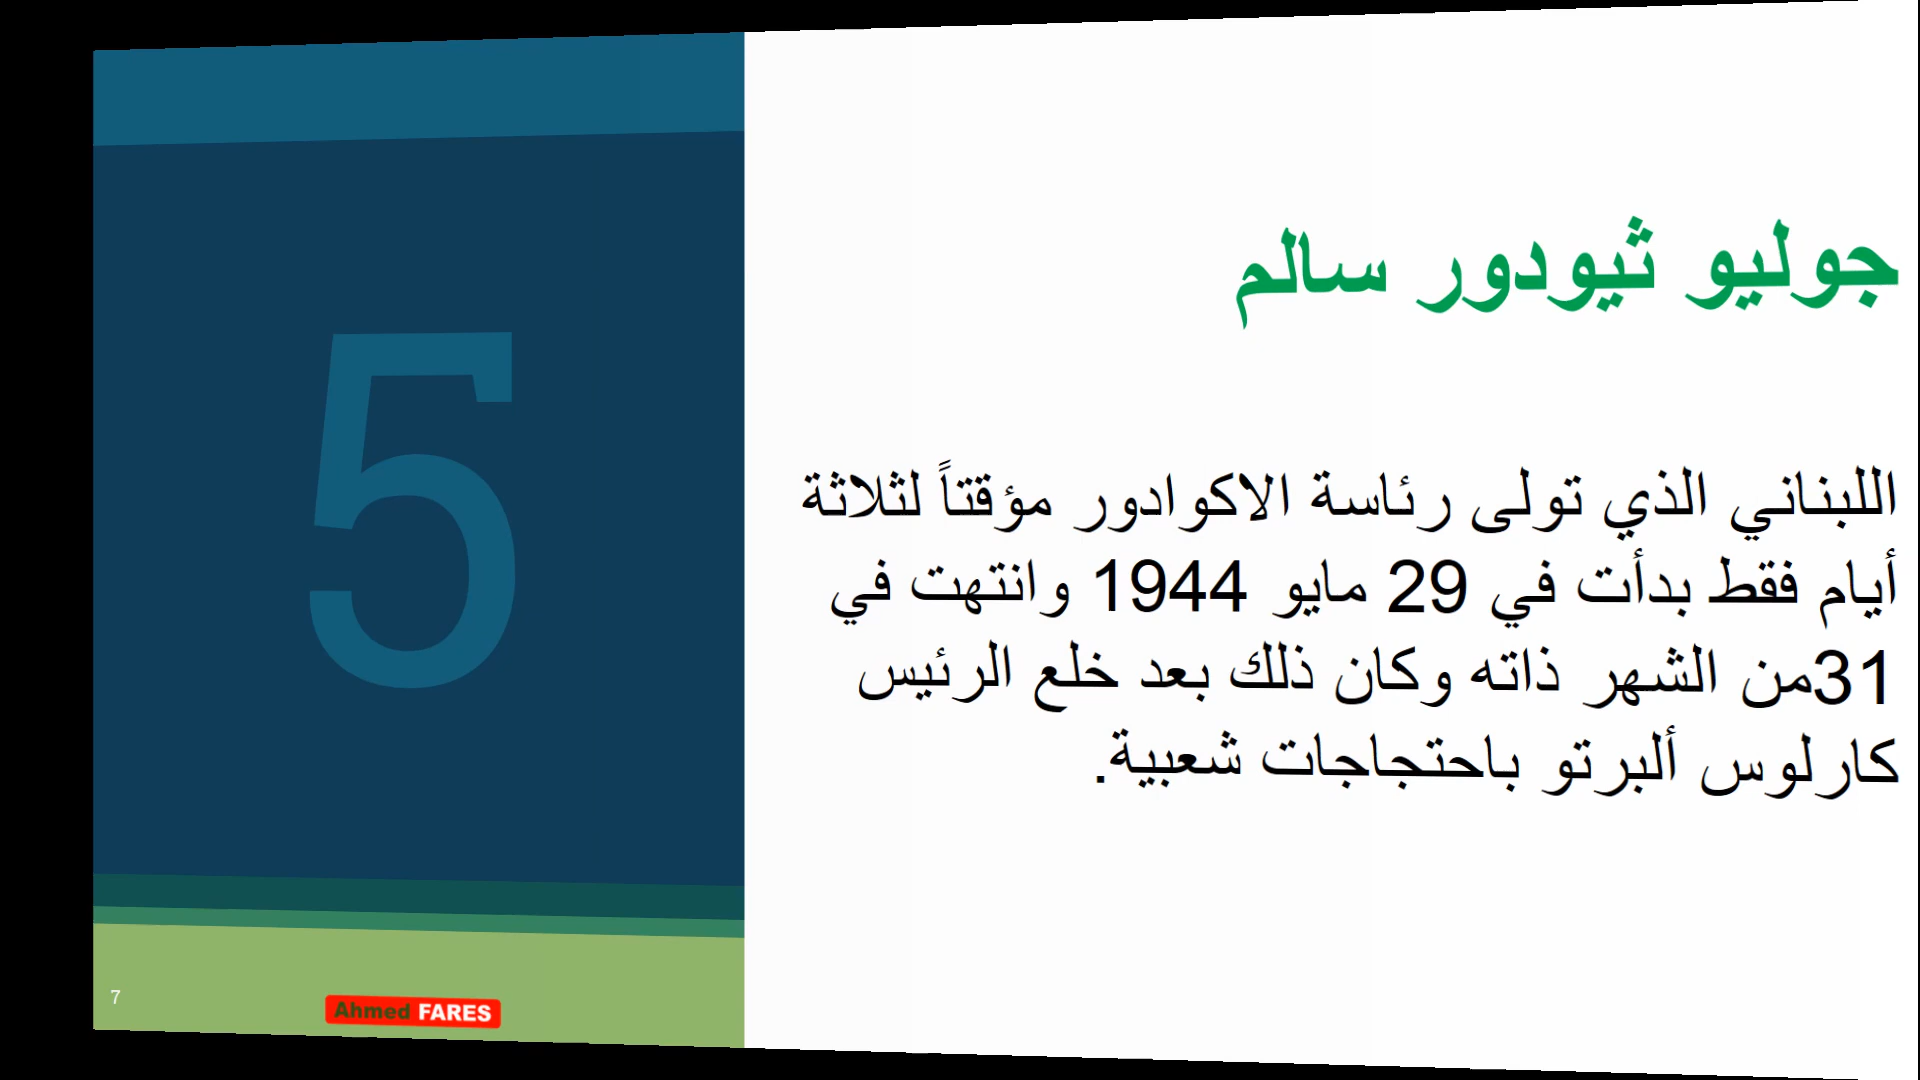 جوليو ثيودور سالم
اللبناني الذي تولى رئاسة الاكوادور مؤقتاً لثلاثة
أيام فقط بدأت في 29 مايو 1944 وانتهت في
31من الشهر ذاته وكان ذلك بعد خلع الرئيس
كارلوس ألبرتو باحتجاجات شعبية.
5
7
Ahmed FARES